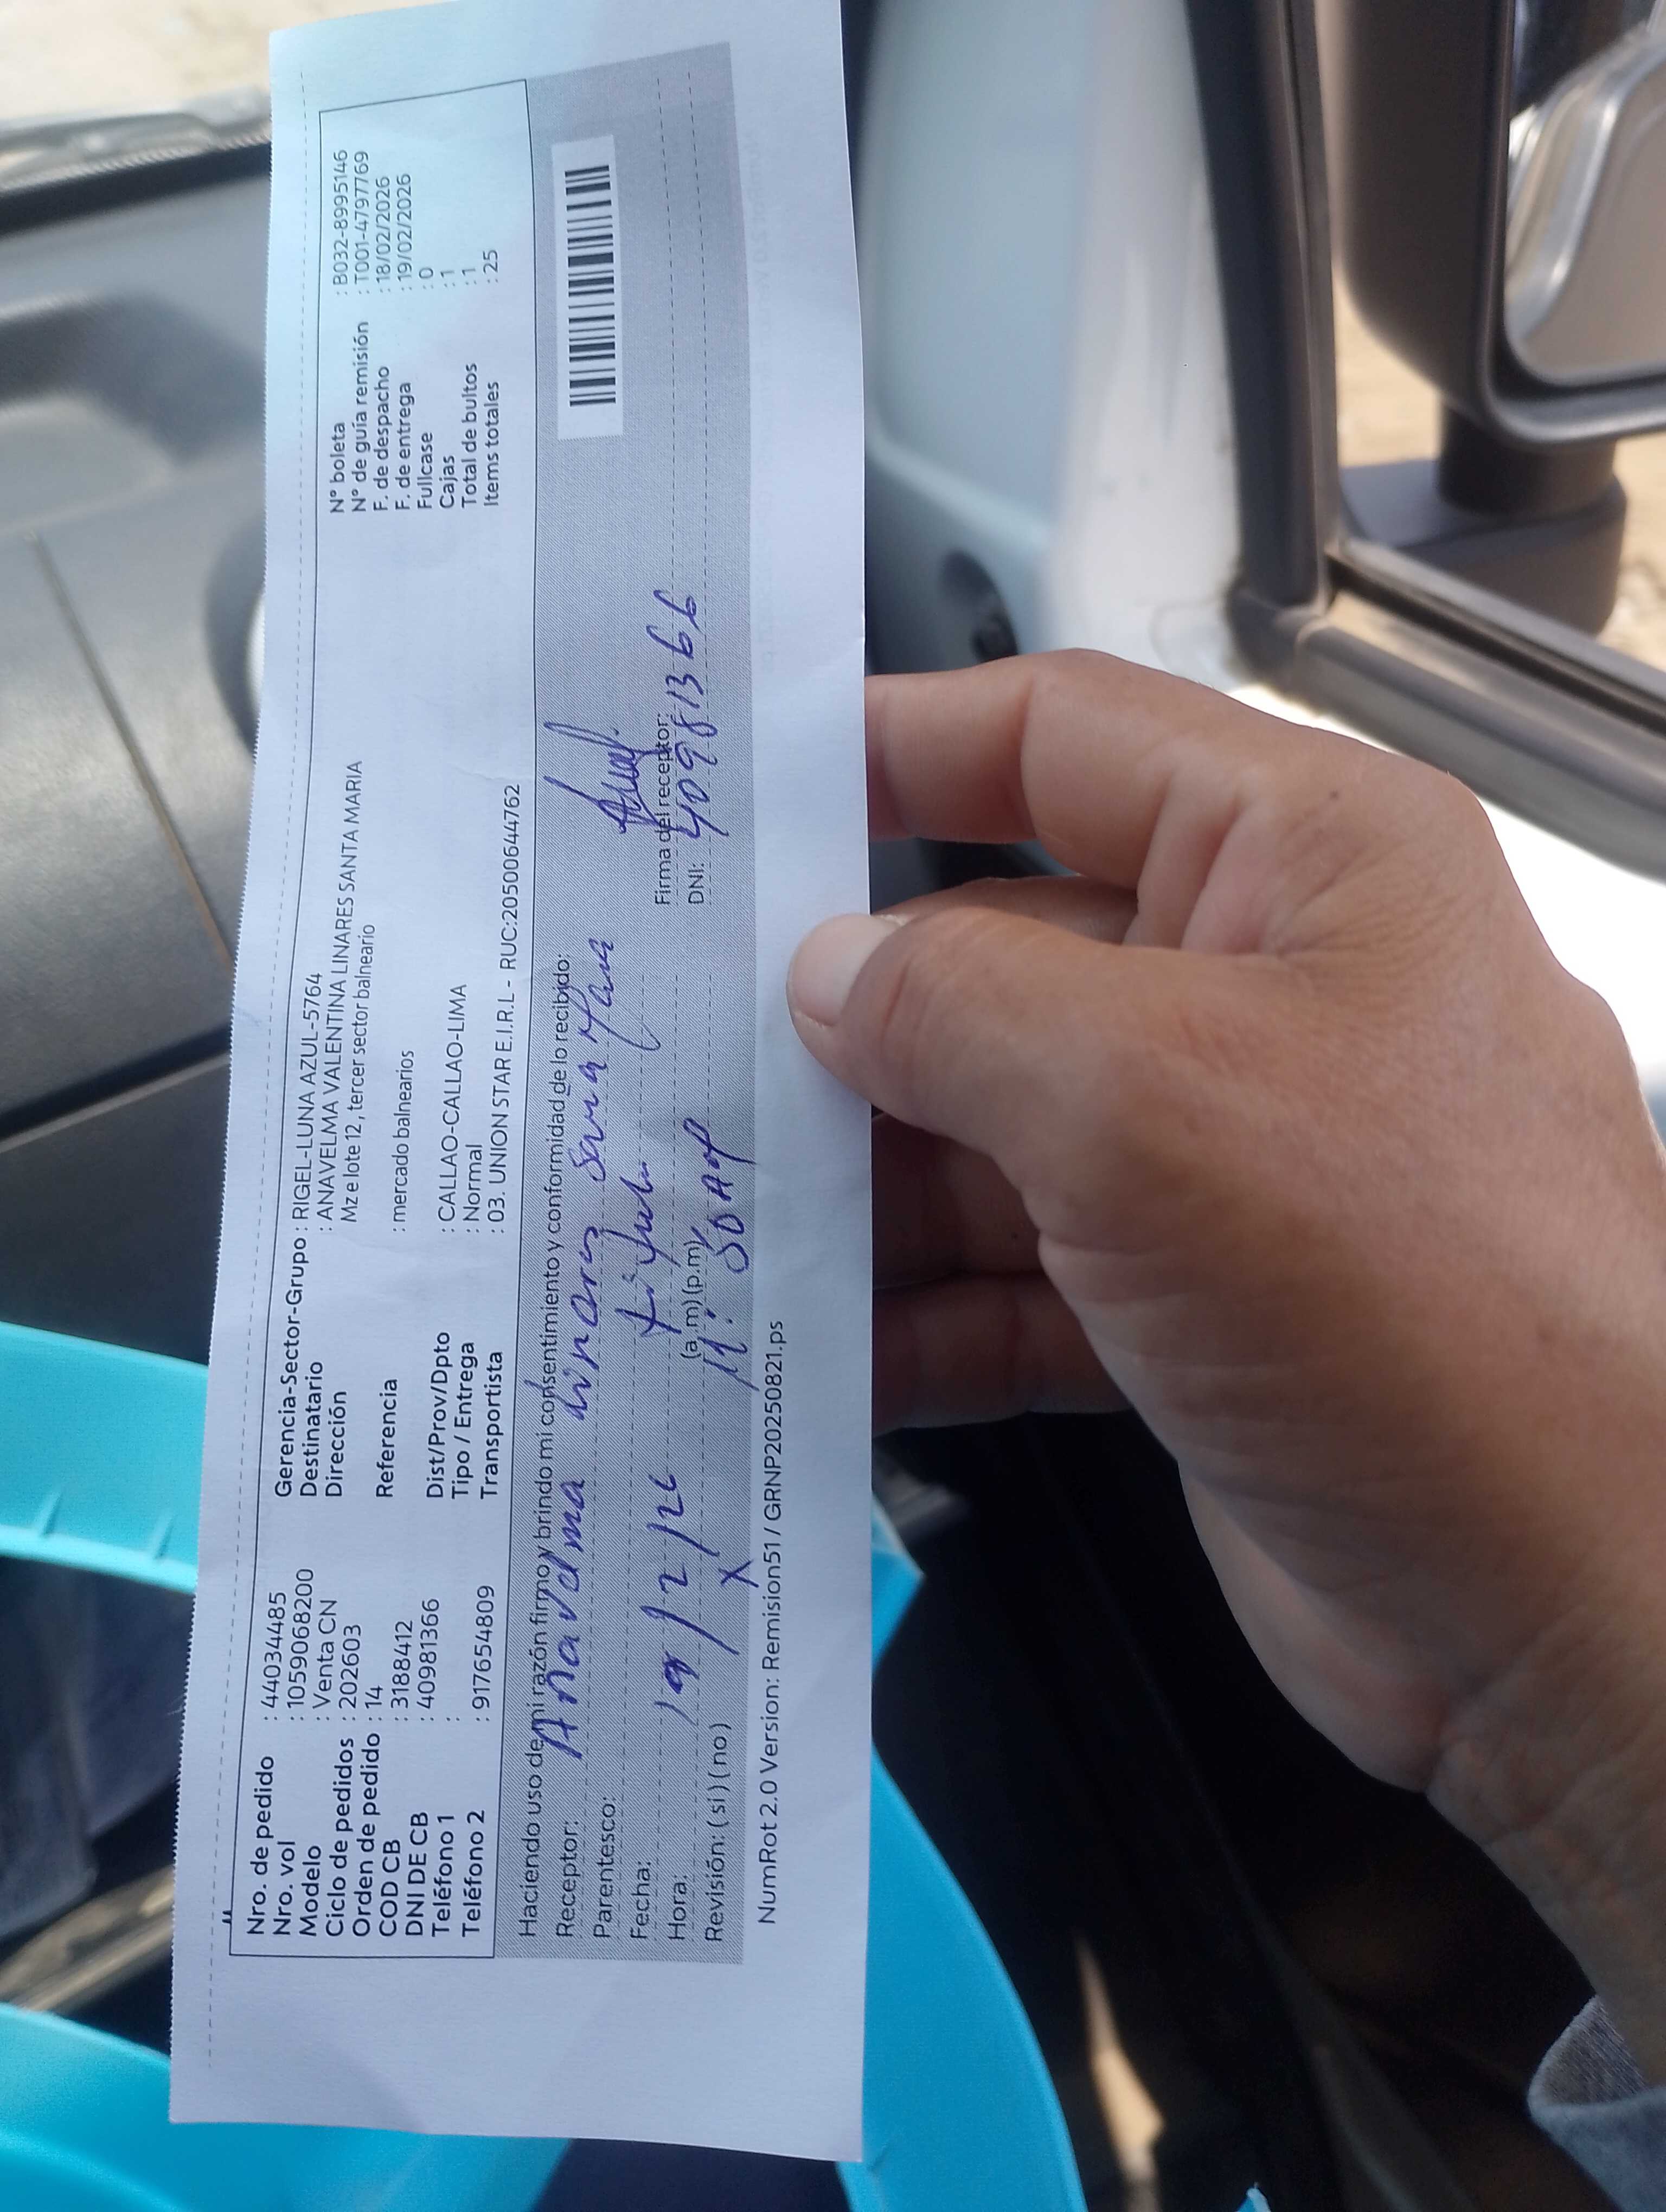 Nro. de pedido : 44034485
Nro. vol : 1059068200
Modelo : Venta CN
Ciclo de pedidos : 202603
Orden de pedido : 14
COD CB : 3188412
DNI DE CB : 40981366
Teléfono 1 :
Teléfono 2 : 917654809
Gerencia-Sector-Grupo : RIGEL-LUNA AZUL-5764
Destinatario : ANAVELMA VALENTINA LINARES SANTA MARIA
Dirección Mz e lote 12 , tercer sector balneario
Referencia : mercado balnearios
Dist/Prov/Dpto : CALLAO-CALLAO-LIMA
Tipo / Entrega : Normal
Transportista : 03. UNION STAR E.I.R.L - RUC:20500644762
N° boleta : B032-8995146
N° de guía remisión : T001-4797769
F. de despacho : 18/02/2026
F. de entrega : 19/02/2026
Fullcase : 0
Cajas : 1
Total de bultos : 1
Items totales : 25
Haciendo uso de mi razón firmo y brindo mi consentimiento y conformidad de lo recibido:
Receptor: Anavelma Linares Santa Maria
Parentesco: Titular
Fecha: 19/2/26
Hora: (a.m) (p.m) 11:50 AM
Revisión: ( si ) ( no ) X
Firma del receptor:
DNI: 40981366
NumRot 2.0 Version: Remision51 / GRNP20250821.ps